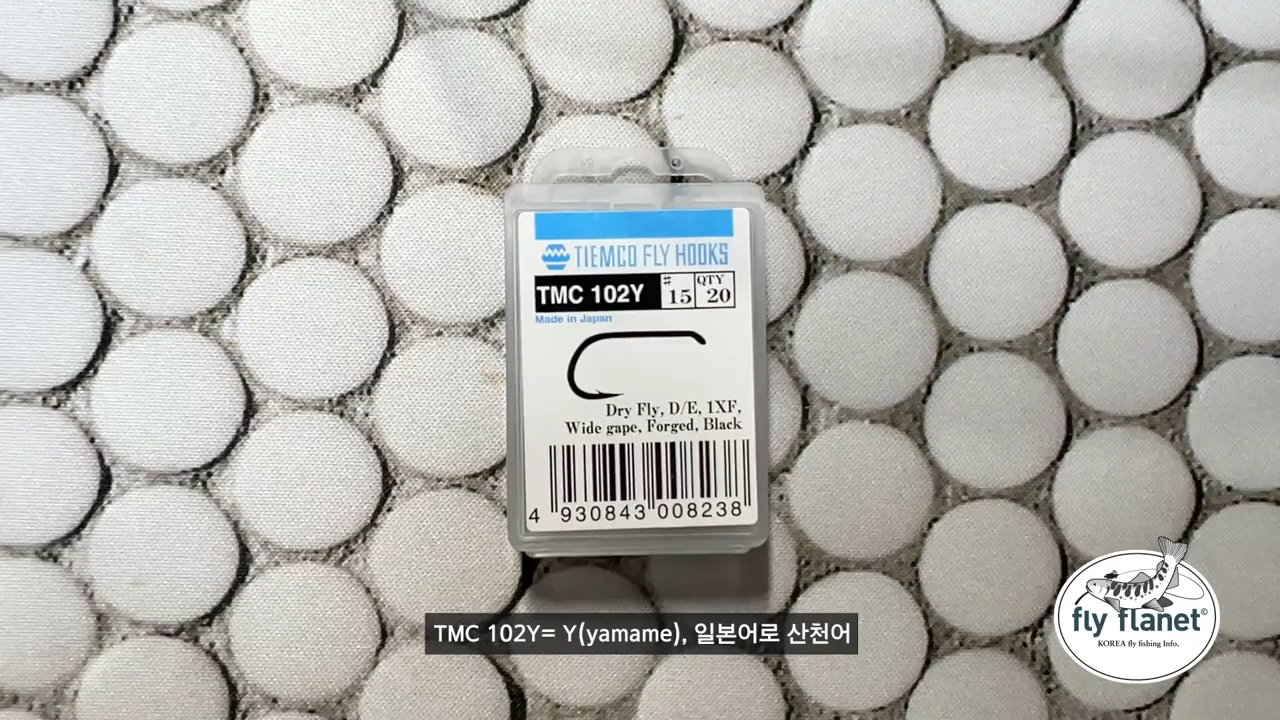 TIEMCO FLY HOOKS
TMC 102Y # 15 QTY 20
Made in Japan
Dry Fly, D/E, 1XF,
Wide gape, Forged, Black
4 930843 008238
TMC 102Y= Y(yamame), 일본어로 산천어
fly flanet©
KOREA fly fishing Info.